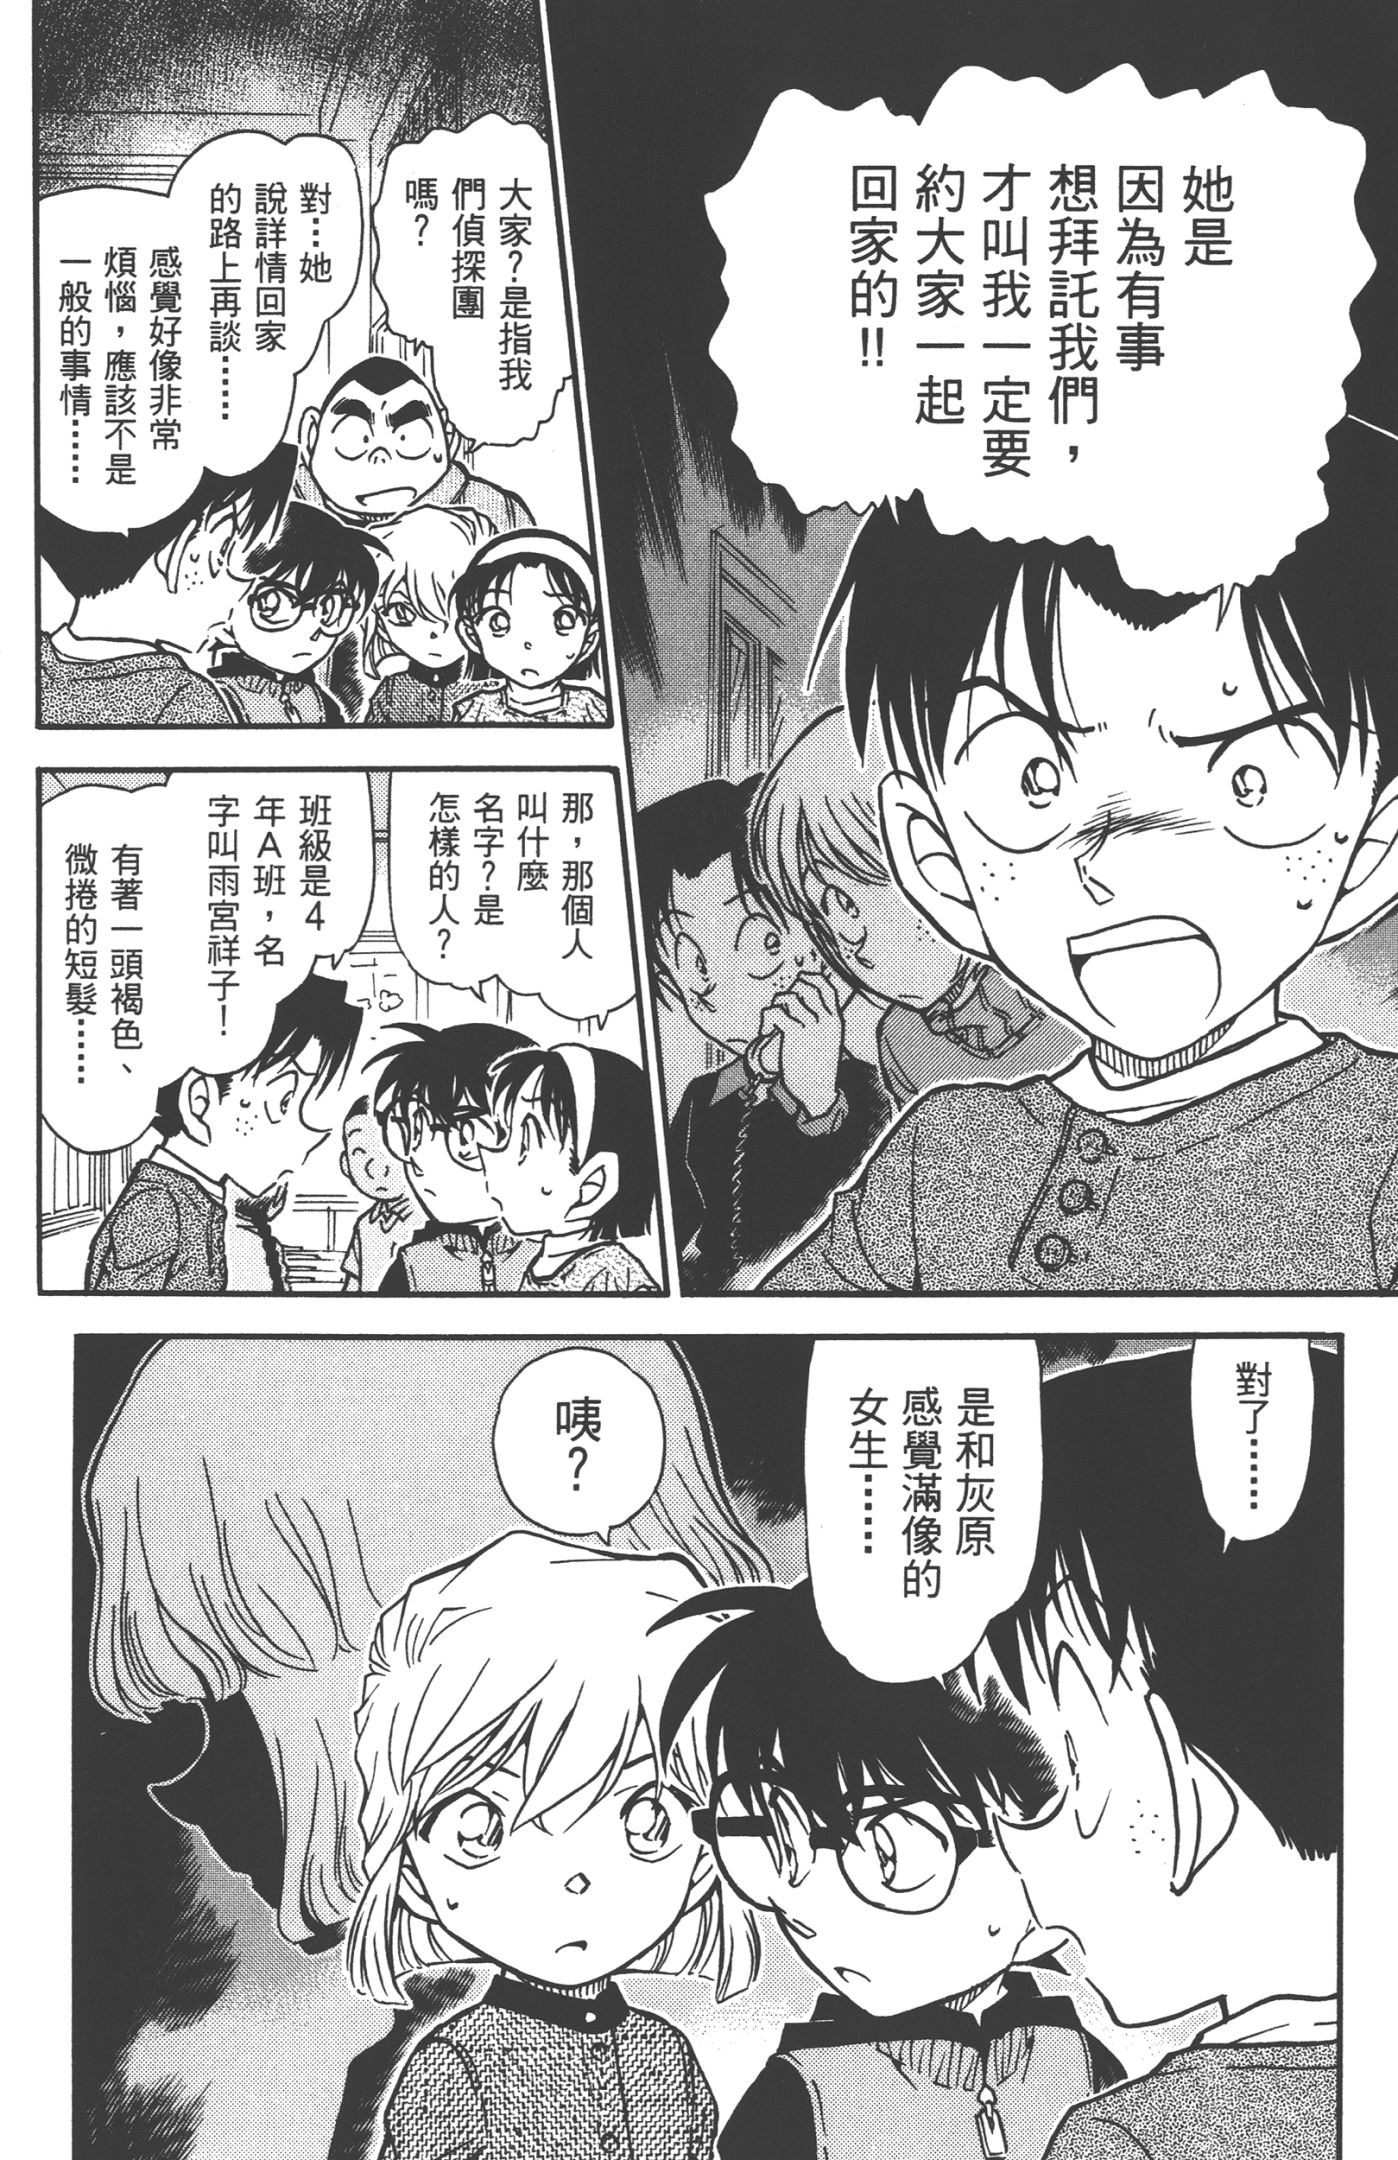 她是
因為有事
想拜託我們，
才叫我一定要
約大家一起
回家的!!
大家?是指我
們偵探團
嗎?
對…她
說詳情回家
的路上再談……
感覺好像非常
煩惱，應該不是
一般的事情……
那，那個人
叫什麼
名字?是
怎樣的人?
班級是4
年A班，名
字叫雨宮祥子!
有著一頭褐色、
微捲的短髮……
對了……
是和灰原
感覺滿像的
女生……
咦?